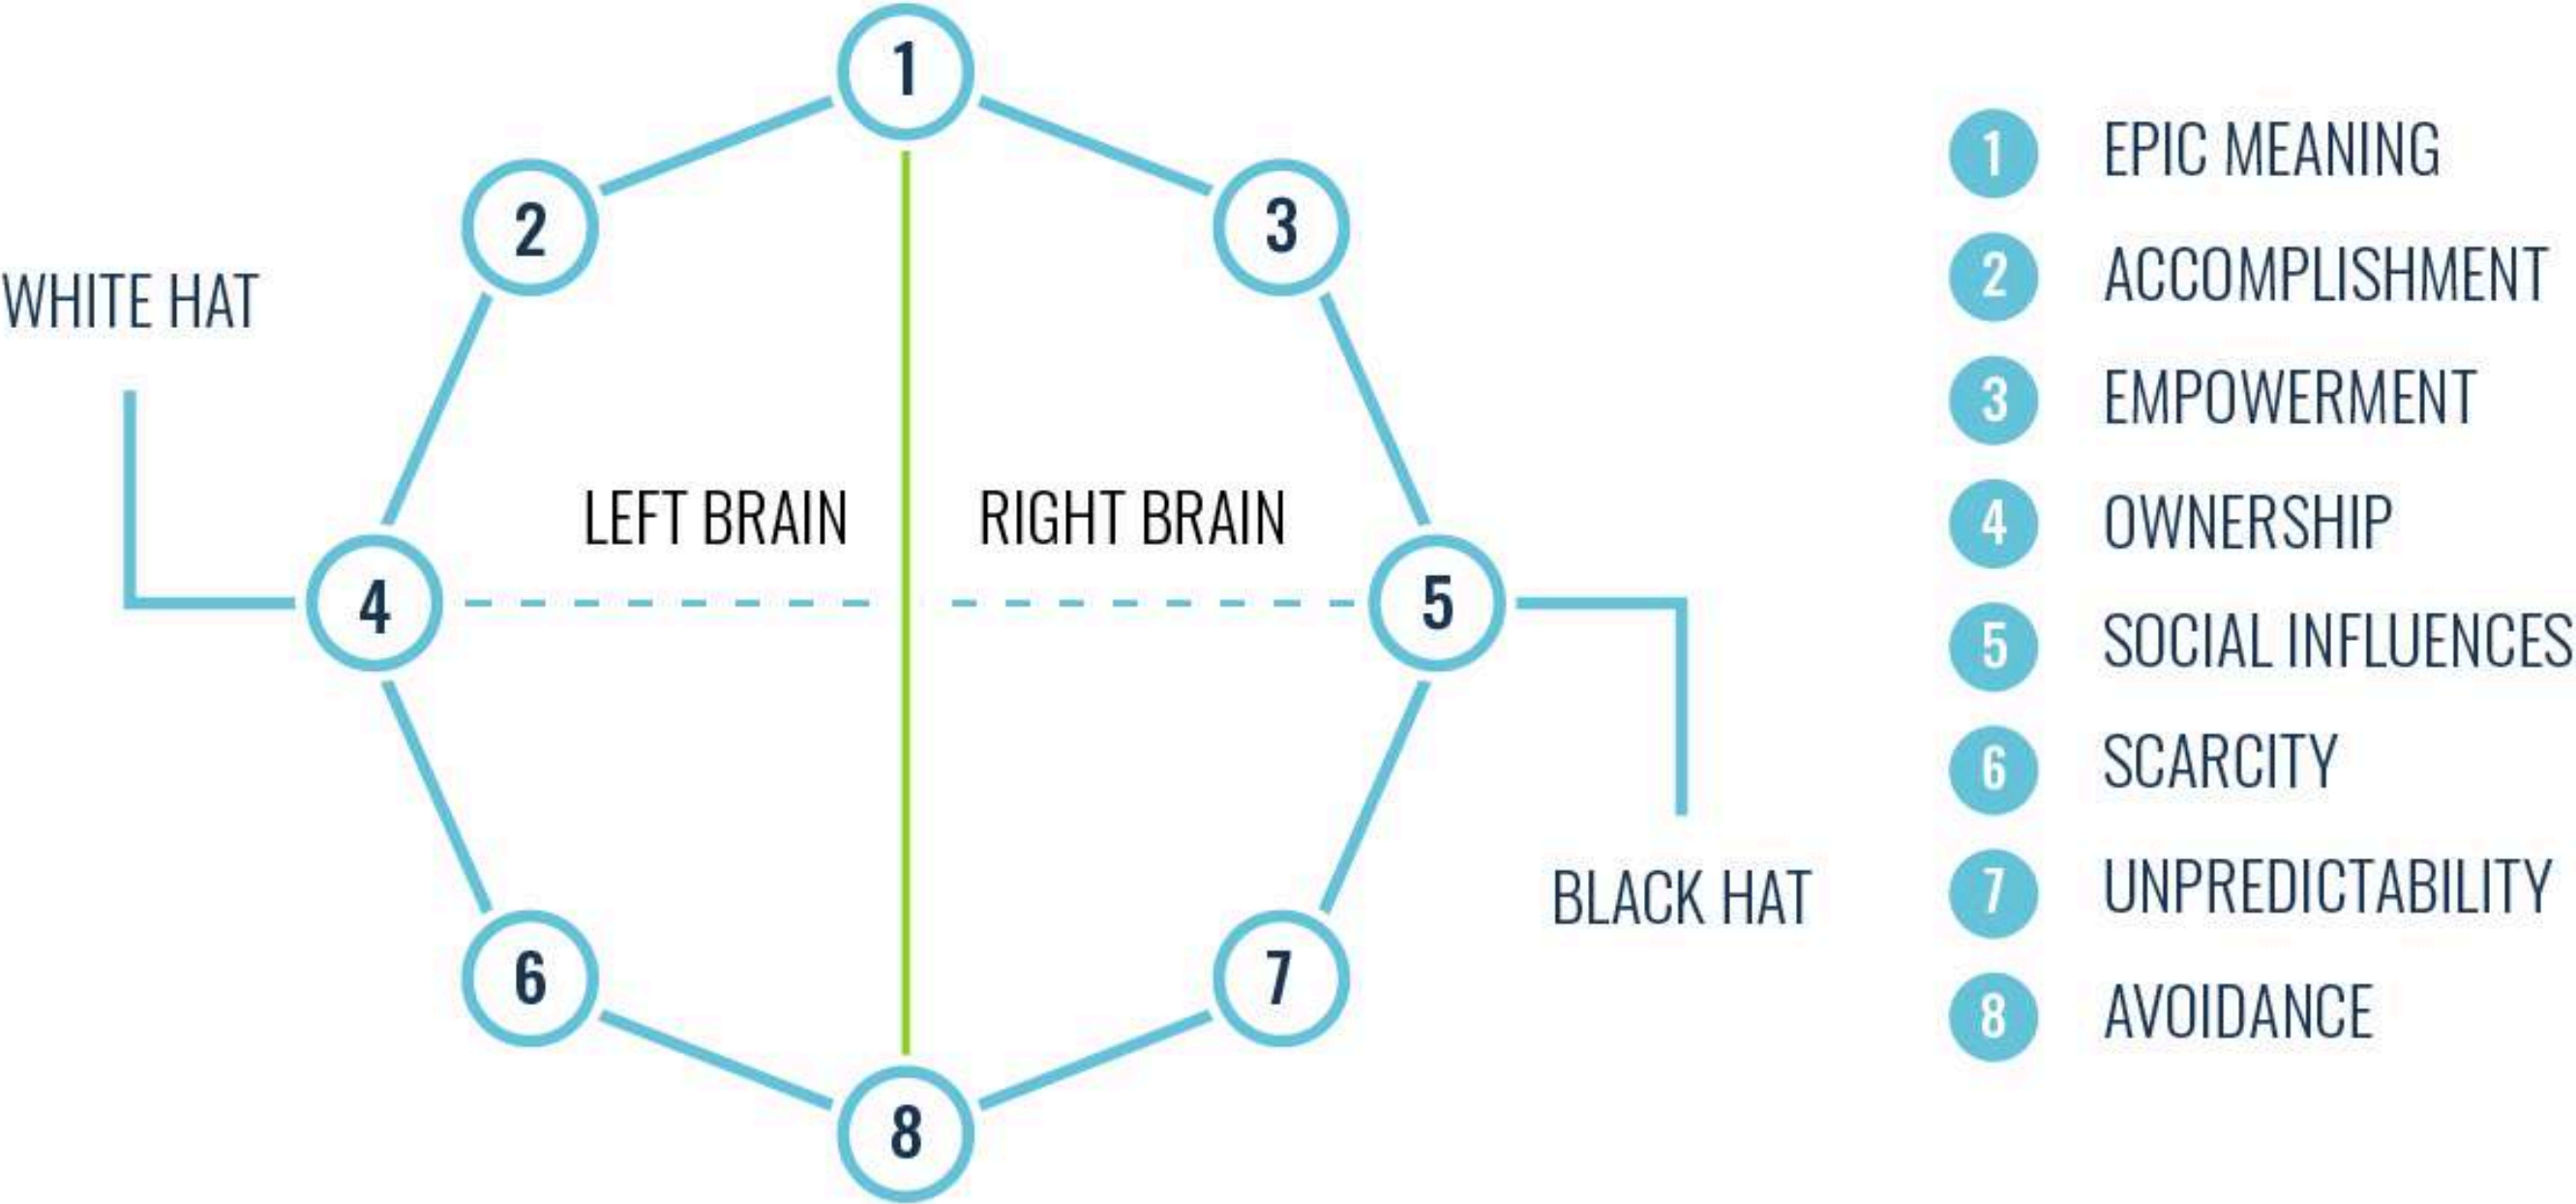 1
2
3
WHITE HAT
LEFT BRAIN
RIGHT BRAIN
4
5
BLACK HAT
6
7
8
1 EPIC MEANING
2 ACCOMPLISHMENT
3 EMPOWERMENT
4 OWNERSHIP
5 SOCIAL INFLUENCES
6 SCARCITY
7 UNPREDICTABILITY
8 AVOIDANCE